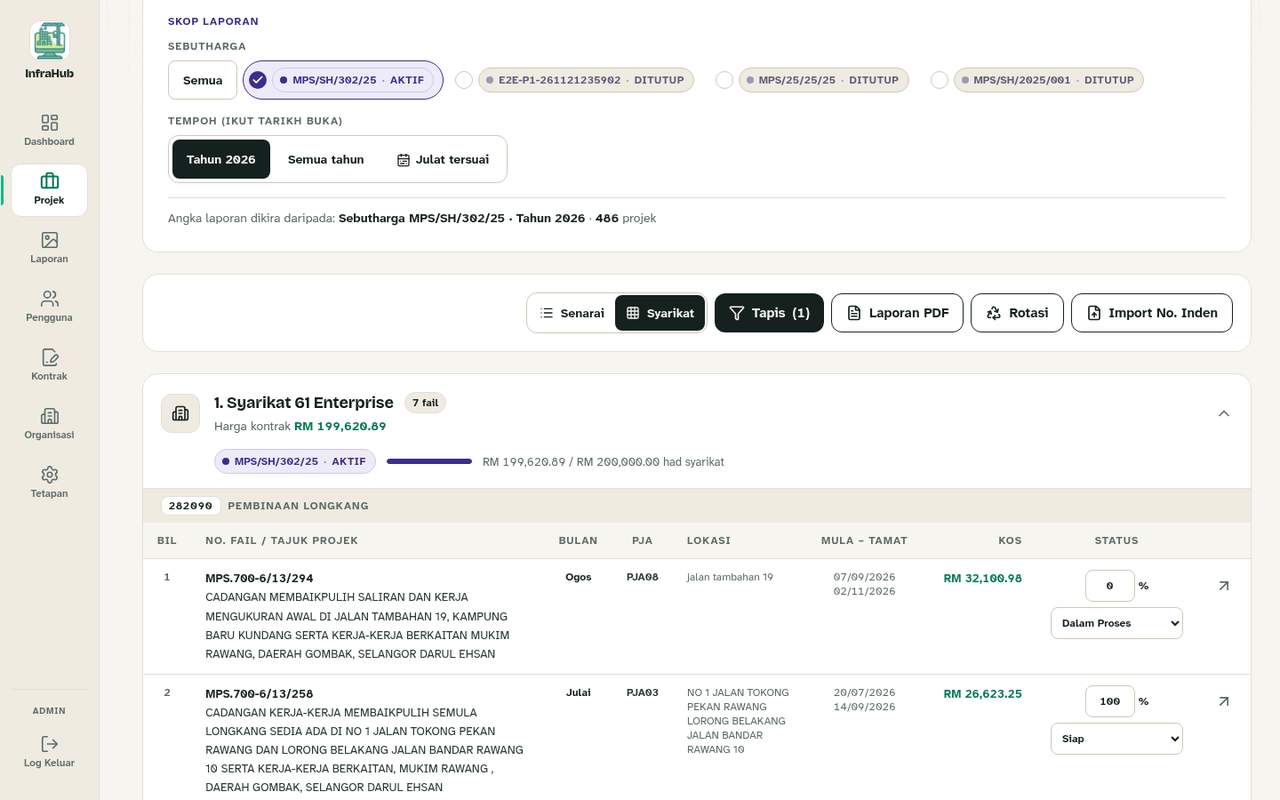 InfraHub
Dashboard
Projek
Laporan
Pengguna
Kontrak
Organisasi
Tetapan
ADMIN
Log Keluar
SKOP LAPORAN
SEBUTHARGA
Semua
MPS/SH/302/25 · AKTIF
E2E-P1-261121235902 · DITUTUP
MPS/25/25/25 · DITUTUP
MPS/SH/2025/001 · DITUTUP
TEMPOH (IKUT TARIKH BUKA)
Tahun 2026
Semua tahun
Julat tersuai
Angka laporan dikira daripada: Sebutharga MPS/SH/302/25 · Tahun 2026 · 486 projek
Senarai
Syarikat
Tapis (1)
Laporan PDF
Rotasi
Import No. Inden
1. Syarikat 61 Enterprise 7 fail
Harga kontrak RM 199,620.89
MPS/SH/302/25 · AKTIF RM 199,620.89 / RM 200,000.00 had syarikat
282090 PEMBINAAN LONGKANG
BIL NO. FAIL / TAJUK PROJEK BULAN PJA LOKASI MULA – TAMAT KOS STATUS
1 MPS.700-6/13/294 Ogos PJA08 jalan tambahan 19 07/09/2026 RM 32,100.98 0 %
02/11/2026
CADANGAN MEMBAIKPULIH SALIRAN DAN KERJA
MENGUKURAN AWAL DI JALAN TAMBAHAN 19, KAMPUNG
BARU KUNDANG SERTA KERJA-KERJA BERKAITAN MUKIM
RAWANG, DAERAH GOMBAK, SELANGOR DARUL EHSAN
Dalam Proses
2 MPS.700-6/13/258 Julai PJA03 NO 1 JALAN TOKONG 20/07/2026 RM 26,623.25 100 %
PEKAN RAWANG 14/09/2026
LORONG BELAKANG
JALAN BANDAR
RAWANG 10
CADANGAN KERJA-KERJA MEMBAIKPULIH SEMULA
LONGKANG SEDIA ADA DI NO 1 JALAN TOKONG PEKAN
RAWANG DAN LORONG BELAKANG JALAN BANDAR RAWANG
10 SERTA KERJA-KERJA BERKAITAN, MUKIM RAWANG ,
DAERAH GOMBAK, SELANGOR DARUL EHSAN
Siap